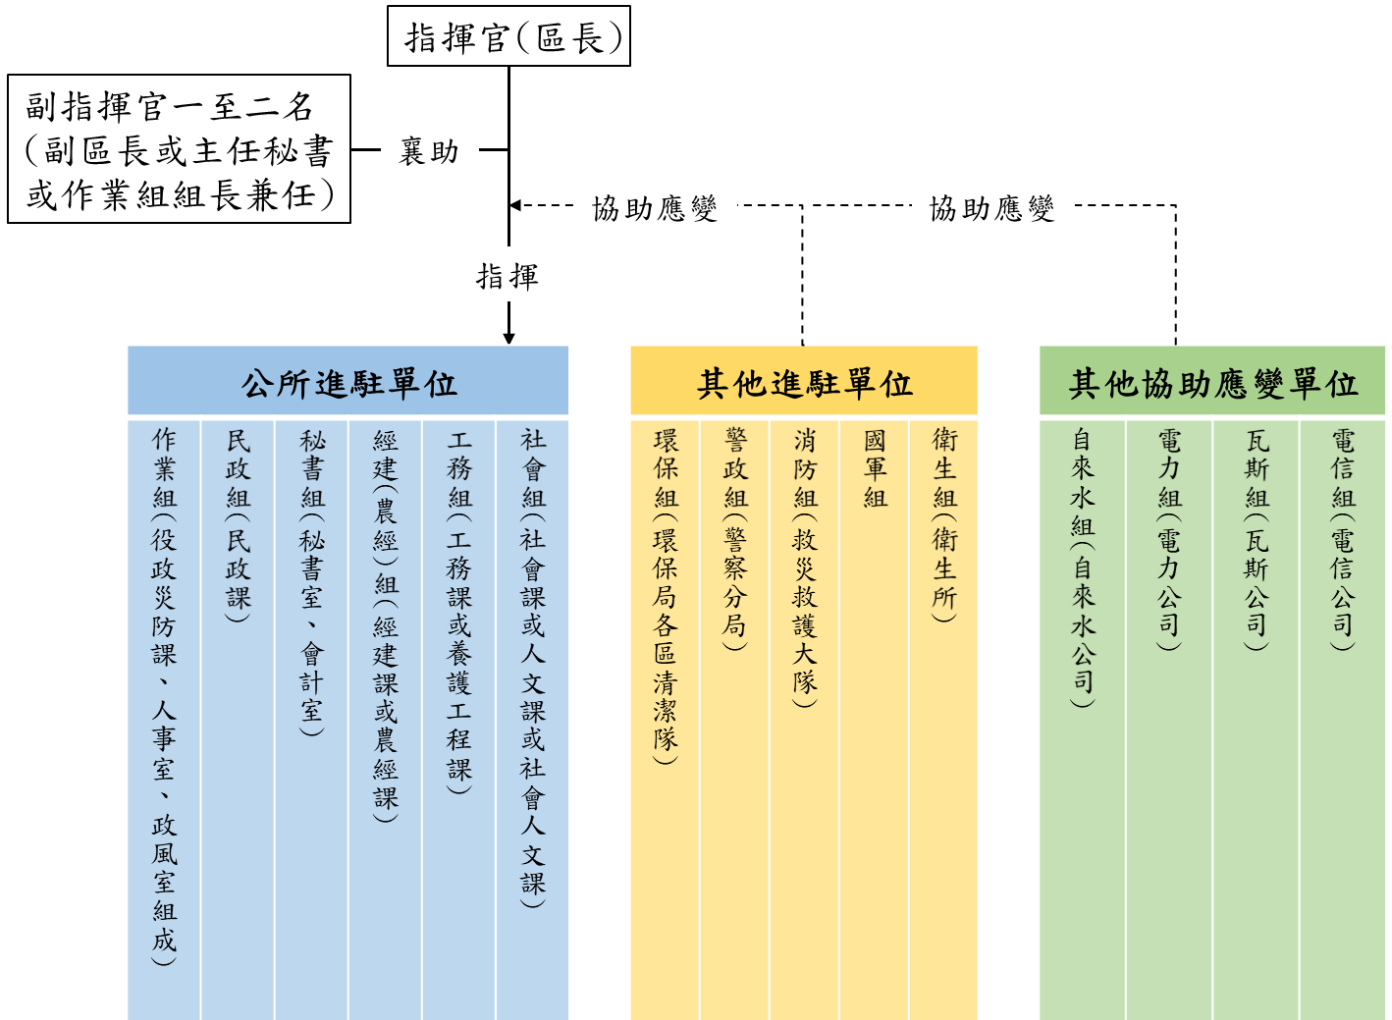 指揮官(區長)
副指揮官一至二名
(副區長或主任秘書
或作業組組長兼任)
襄助
協助應變
協助應變
指揮
公所進駐單位
作業組(役政災防課、人事室、政風室組成)
民政組(民政課)
秘書組(秘書室、會計室)
經建(農經)組(經建課或農經課)
工務組(工務課或養護工程課)
社會組(社會課或人文課或社會人文課)
其他進駐單位
環保組(環保局各區清潔隊)
警政組(警察分局)
消防組(救災救護大隊)
國軍組
衛生組(衛生所)
其他協助應變單位
自來水組(自來水公司)
電力組(電力公司)
瓦斯組(瓦斯公司)
電信組(電信公司)